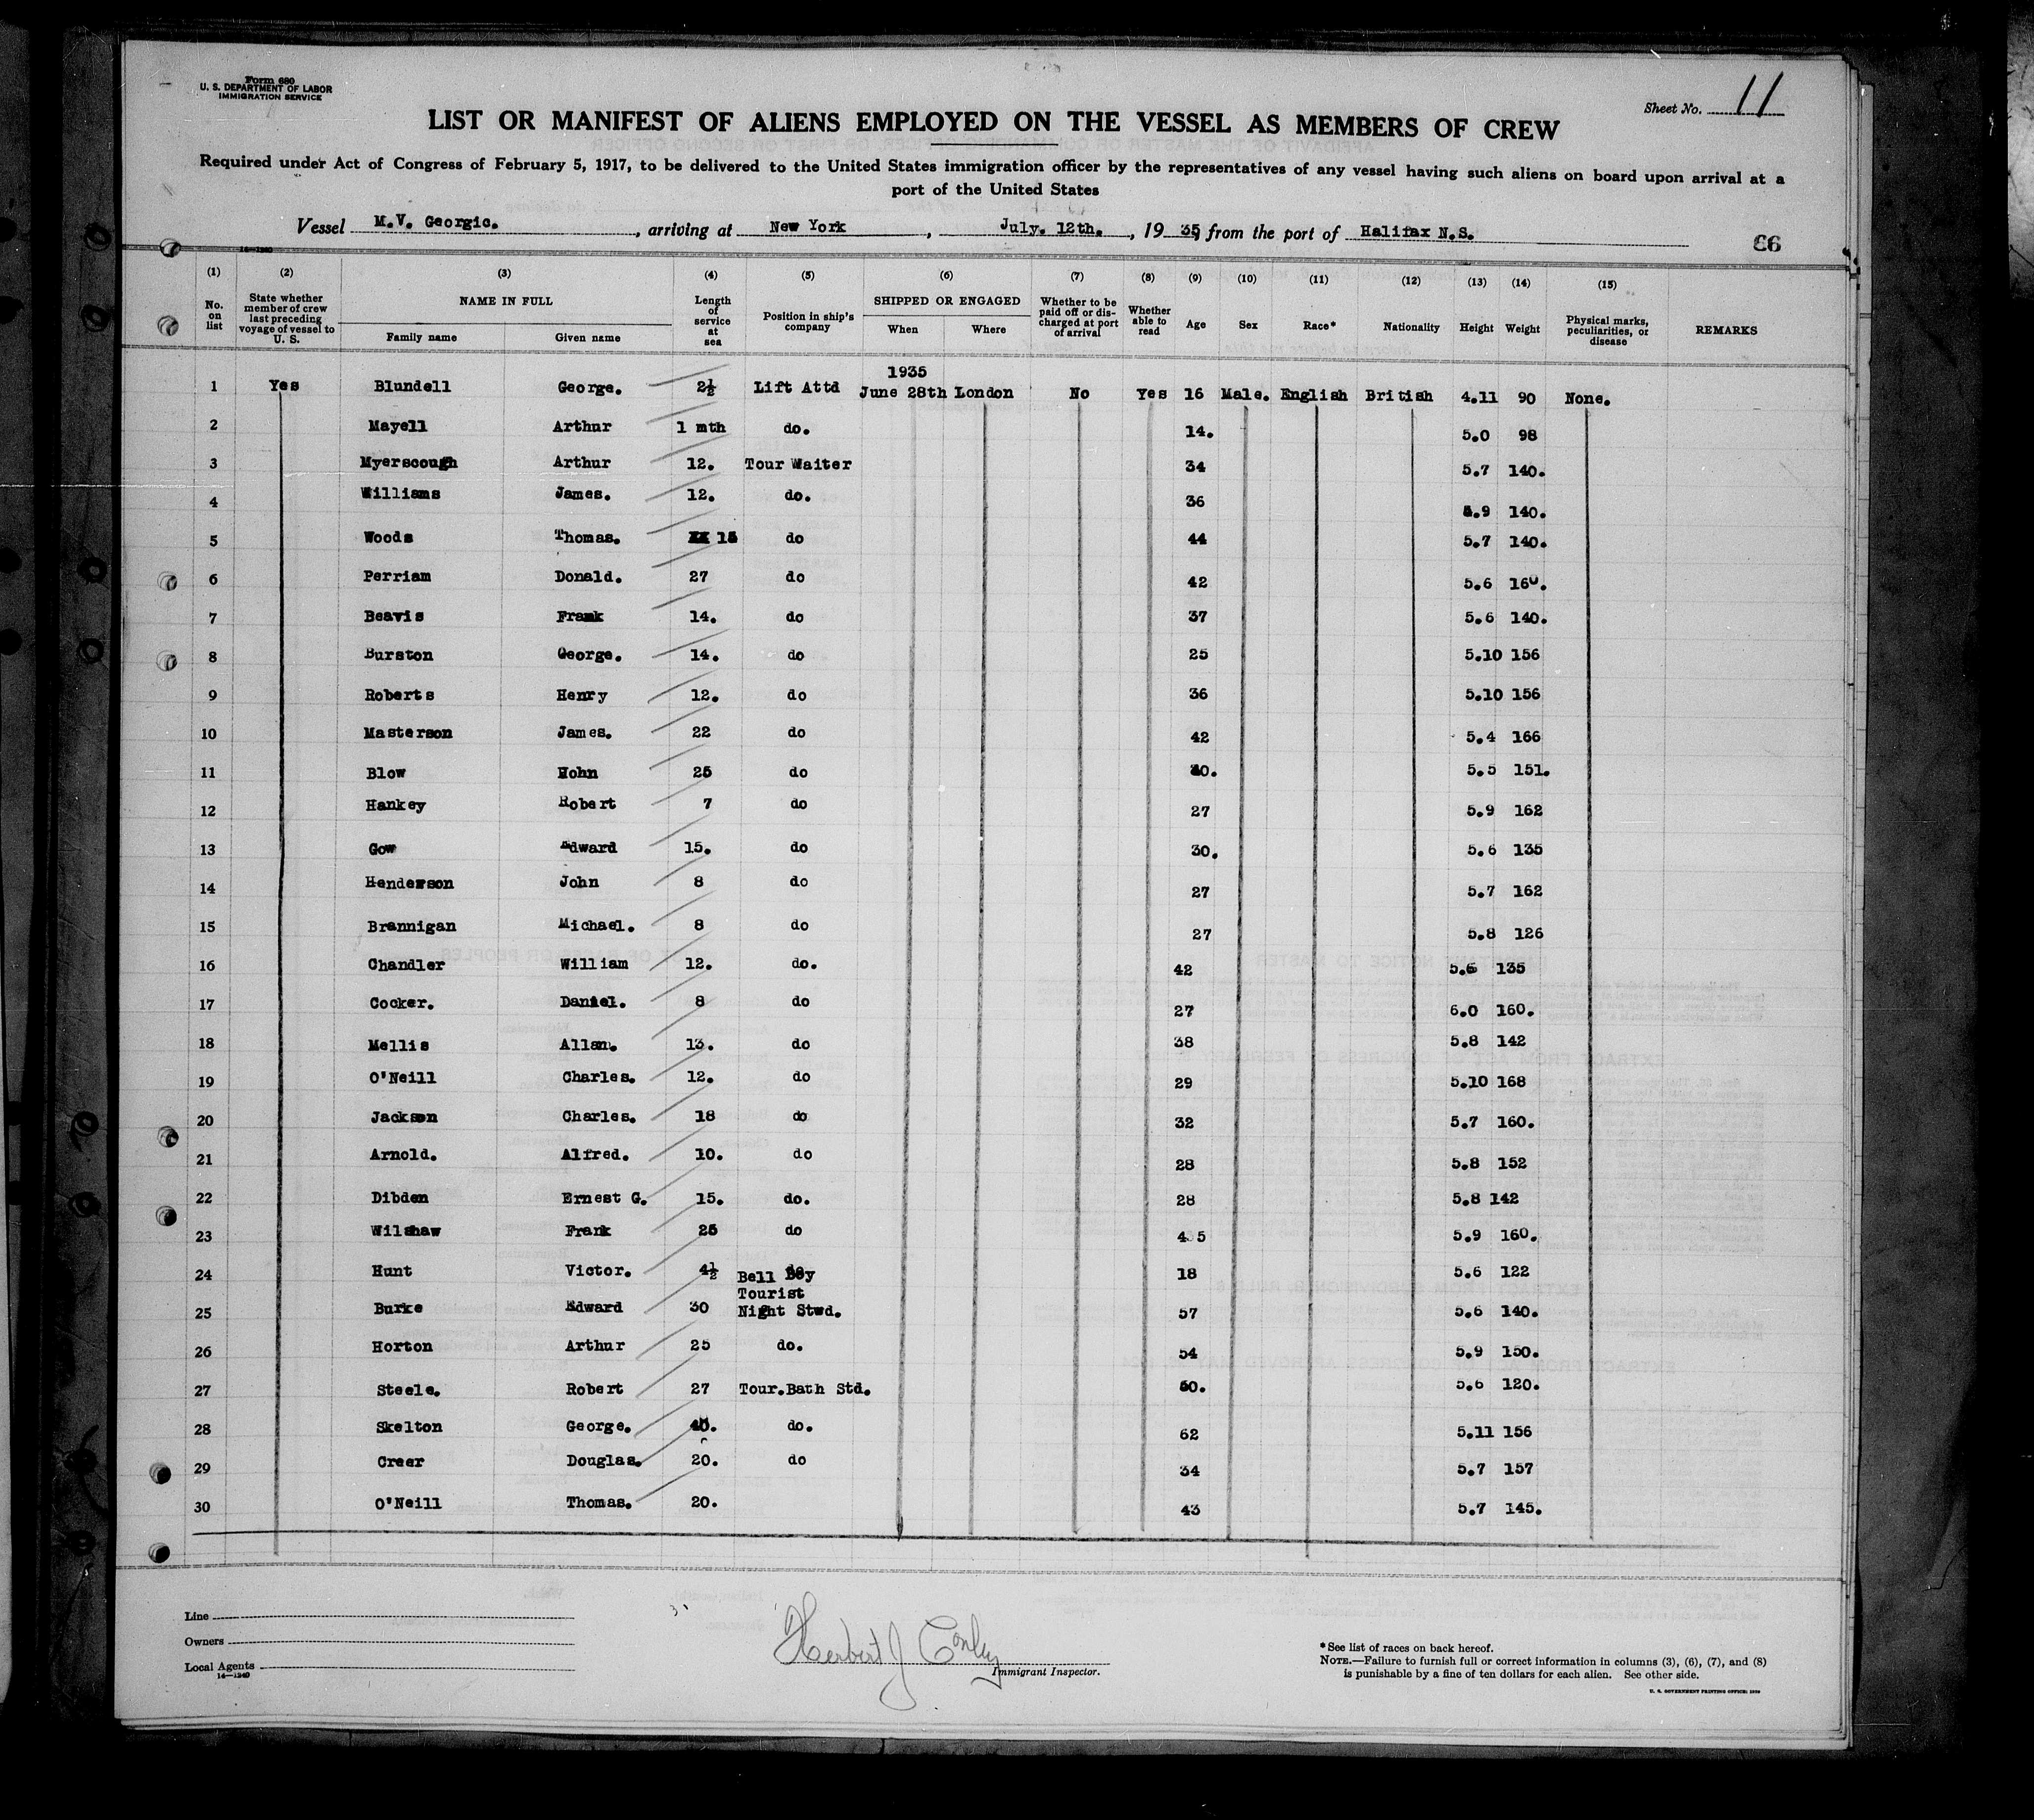 Form 680
U. S. DEPARTMENT OF LABOR
IMMIGRATION SERVICE
Sheet No. 11
LIST OR MANIFEST OF ALIENS EMPLOYED ON THE VESSEL AS MEMBERS OF CREW
Required under Act of Congress of February 5, 1917, to be delivered to the United States immigration officer by the representatives of any vessel having such aliens on board upon arrival at a
port of the United States
Vessel M.V. Georgic. , arriving at New York , July. 12th. , 19 35, from the port of Halifax N.S.
14—1240
(1) (2) (3) (4) (5) (6) (7) (8) (9) (10) (11) (12) (13) (14) (15)
No. on list
State whether member of crew last preceding voyage of vessel to U. S.
NAME IN FULL
Family name Given name
Length of service at sea
Position in ship's company
SHIPPED OR ENGAGED
When Where
Whether to be paid off or discharged at port of arrival
Whether able to read
Age Sex Race* Nationality Height Weight
Physical marks, peculiarities, or disease
REMARKS
1935
1 Yes Blundell George. 2½ Lift Attd June 28th London No Yes 16 Male. English British 4.11 90 None.
2 Mayell Arthur 1 mth do. 14. 5.0 98
3 Myerscough Arthur 12. Tour Waiter 34 5.7 140.
4 Williams James. 12. do. 36 5.9 140.
5 Woods Thomas. 15 do 44 5.7 140.
6 Perriam Donald. 27 do 42 5.6 160.
7 Beavis Frank 14. do 37 5.6 140.
8 Burston George. 14. do 25 5.10 156
9 Roberts Henry 12. do 36 5.10 156
10 Masterson James. 22 do 42 5.4 166
11 Blow Hohn 25 do 5.5 151.
12 Hankey Robert 7 do 27 5.9 162
13 Gow Edward 15. do 30. 5.6 135
14 Henderson John 8 do 27 5.7 162
15 Brannigan Michael. 8 do 27 5.8 126
16 Chandler William 12. do. 42 5.6 135
17 Cocker. Daniel. 8 do 27 6.0 160.
18 Mellis Allan. 13. do 38 5.8 142
19 O'Neill Charles. 12. do 29 5.10 168
20 Jackson Charles. 18 do 32 5.7 160.
21 Arnold. Alfred. 10. do 28 5.8 152
22 Dibden Ernest G. 15. do. 28 5.8 142
23 Wilshaw Frank 25 do 45 5.9 160.
24 Hunt Victor. 4½ Bell Boy 18 5.6 122
Tourist
25 Burke Edward 30 Night Stwd. 57 5.6 140.
26 Horton Arthur 25 do. 54 5.9 150.
27 Steele. Robert 27 Tour.Bath Std. 50. 5.6 120.
28 Skelton George. 40. do. 62 5.11 156
29 Creer Douglas. 20. do 34 5.7 157
30 O'Neill Thomas. 20. 43 5.7 145.
Line
Owners
Local Agents
14—1240
Herbert J Conley
Immigrant Inspector.
*See list of races on back hereof.
NOTE.—Failure to furnish full or correct information in columns (3), (6), (7), and (8)
is punishable by a fine of ten dollars for each alien. See other side.